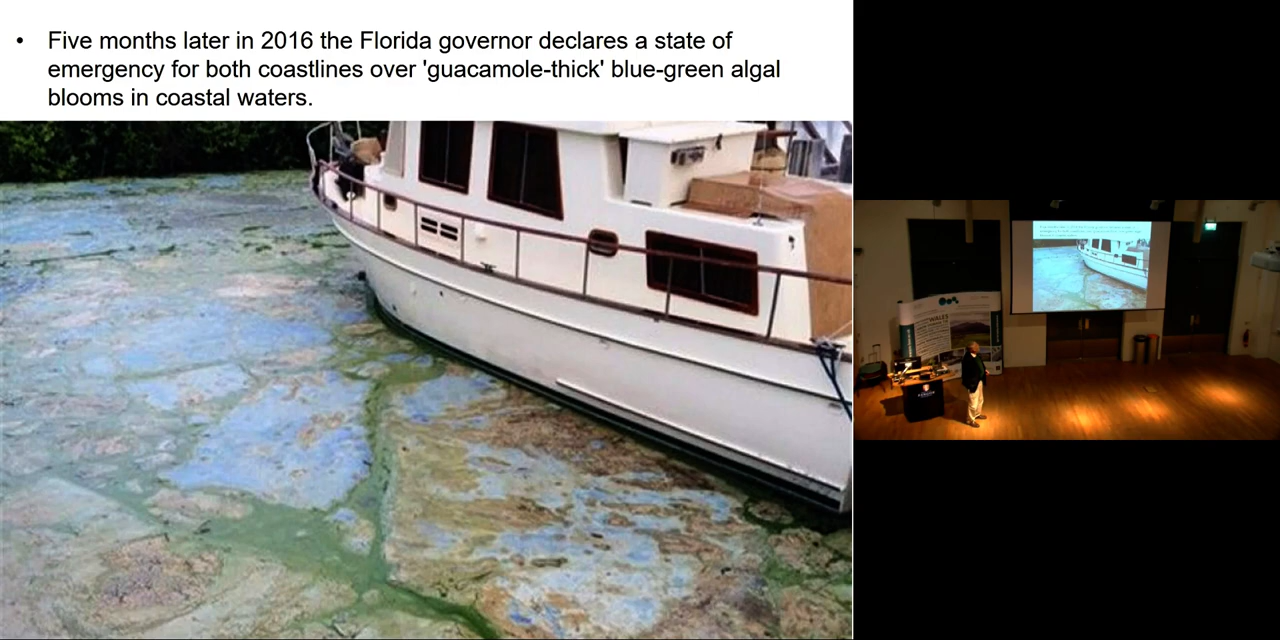 • Five months later in 2016 the Florida governor declares a state of
emergency for both coastlines over 'guacamole-thick' blue-green algal
blooms in coastal waters.
WALES